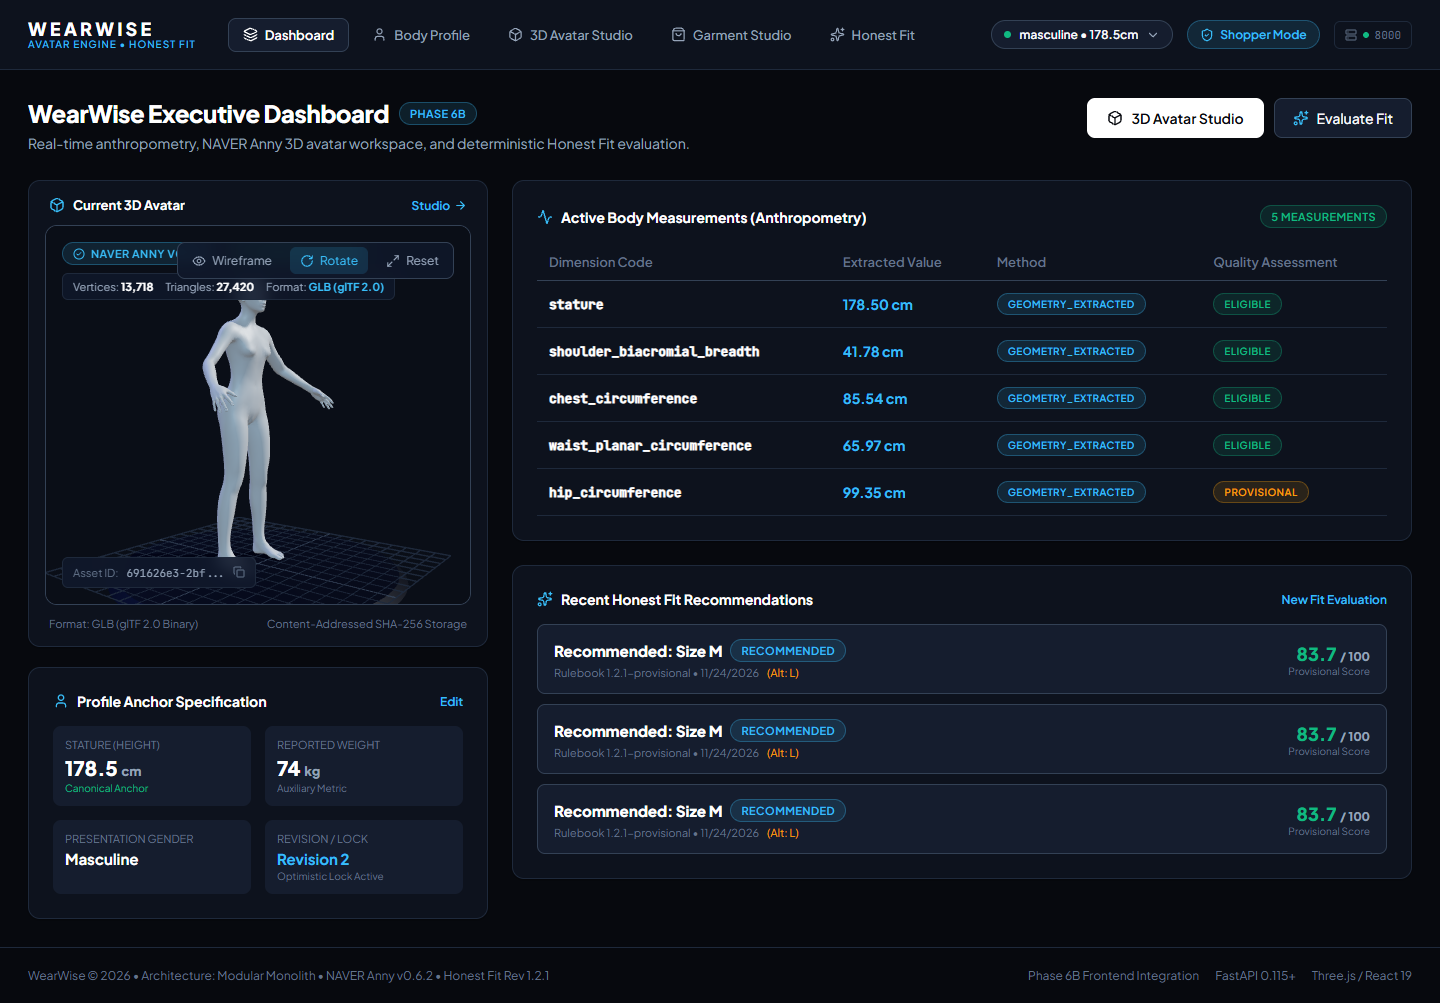 WEARWISE
AVATAR ENGINE • HONEST FIT
Dashboard
Body Profile
3D Avatar Studio
Garment Studio
Honest Fit
masculine • 178.5cm
Shopper Mode
8000
WearWise Executive Dashboard
PHASE 6B
Real-time anthropometry, NAVER Anny 3D avatar workspace, and deterministic Honest Fit evaluation.
3D Avatar Studio
Evaluate Fit
Current 3D Avatar
Studio →
NAVER ANNY
Wireframe
Rotate
Reset
Vertices: 13,718 Triangles: 27,420 Format: GLB (glTF 2.0)
Asset ID: 691626e3-2bf...
Format: GLB (glTF 2.0 Binary)
Content-Addressed SHA-256 Storage
Profile Anchor Specification
Edit
STATURE (HEIGHT)
178.5 cm
Canonical Anchor
REPORTED WEIGHT
74 kg
Auxiliary Metric
PRESENTATION GENDER
Masculine
REVISION / LOCK
Revision 2
Optimistic Lock Active
Active Body Measurements (Anthropometry)
5 MEASUREMENTS
Dimension Code Extracted Value Method Quality Assessment
stature 178.50 cm GEOMETRY_EXTRACTED ELIGIBLE
shoulder_biacromial_breadth 41.78 cm GEOMETRY_EXTRACTED ELIGIBLE
chest_circumference 85.54 cm GEOMETRY_EXTRACTED ELIGIBLE
waist_planar_circumference 65.97 cm GEOMETRY_EXTRACTED ELIGIBLE
hip_circumference 99.35 cm GEOMETRY_EXTRACTED PROVISIONAL
Recent Honest Fit Recommendations
New Fit Evaluation
Recommended: Size M RECOMMENDED
Rulebook 1.2.1-provisional • 11/24/2026 (Alt: L)
83.7 / 100
Provisional Score
Recommended: Size M RECOMMENDED
Rulebook 1.2.1-provisional • 11/24/2026 (Alt: L)
83.7 / 100
Provisional Score
Recommended: Size M RECOMMENDED
Rulebook 1.2.1-provisional • 11/24/2026 (Alt: L)
83.7 / 100
Provisional Score
WearWise © 2026 • Architecture: Modular Monolith • NAVER Anny v0.6.2 • Honest Fit Rev 1.2.1
Phase 6B Frontend Integration
FastAPI 0.115+
Three.js / React 19